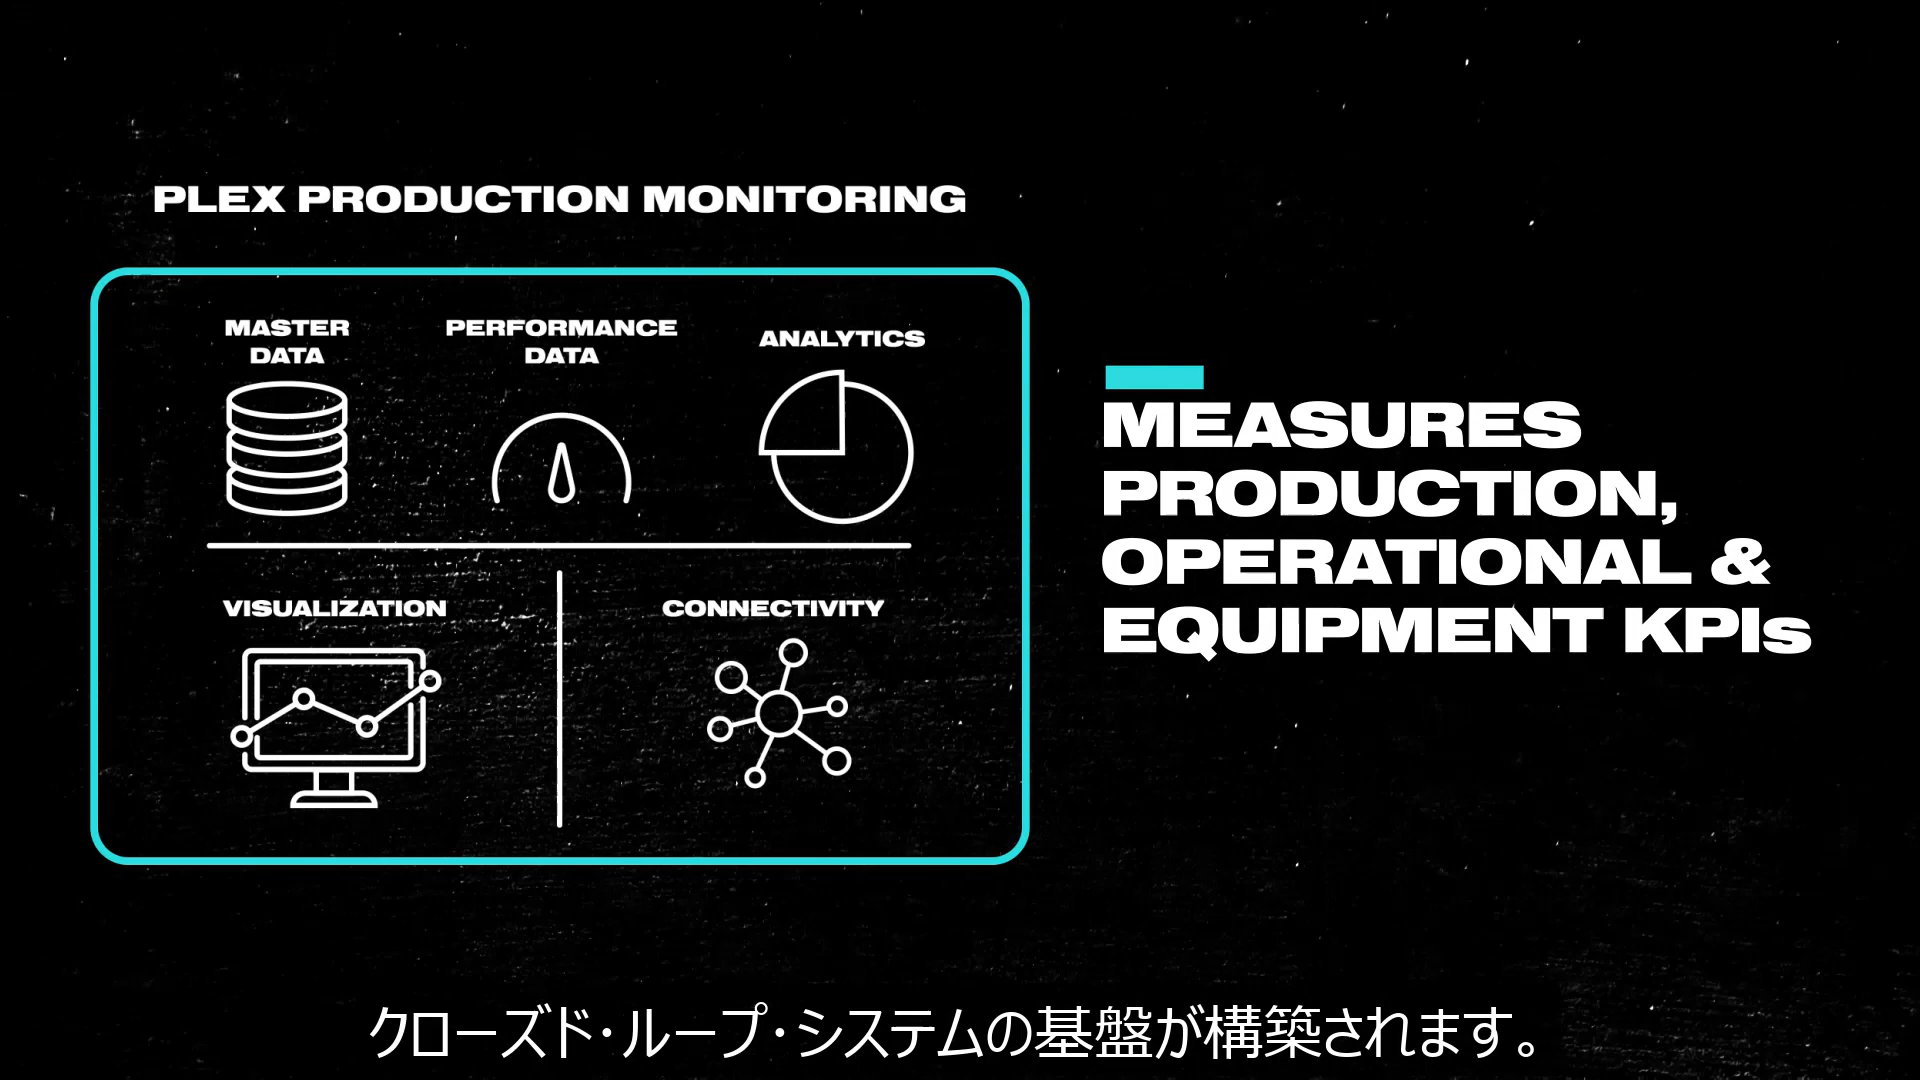 PLEX PRODUCTION MONITORING
MASTER
DATA
PERFORMANCE
DATA
ANALYTICS
VISUALIZATION
CONNECTIVITY
MEASURES
PRODUCTION,
OPERATIONAL &
EQUIPMENT KPIs
クローズド・ループ・システムの基盤が構築されます。